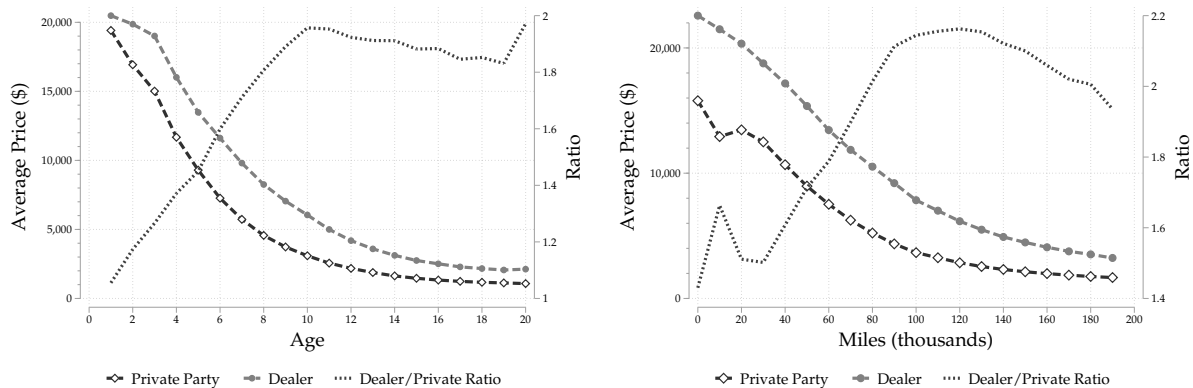 20,000
15,000
10,000
5,000
0
Average Price ($)
2
1.8
1.6
1.4
1.2
1
Ratio
0 2 4 6 8 10 12 14 16 18 20
Age
Private Party Dealer Dealer/Private Ratio
20,000
10,000
0
Average Price ($)
2.2
2
1.8
1.6
1.4
Ratio
0 20 40 60 80 100 120 140 160 180 200
Miles (thousands)
Private Party Dealer Dealer/Private Ratio